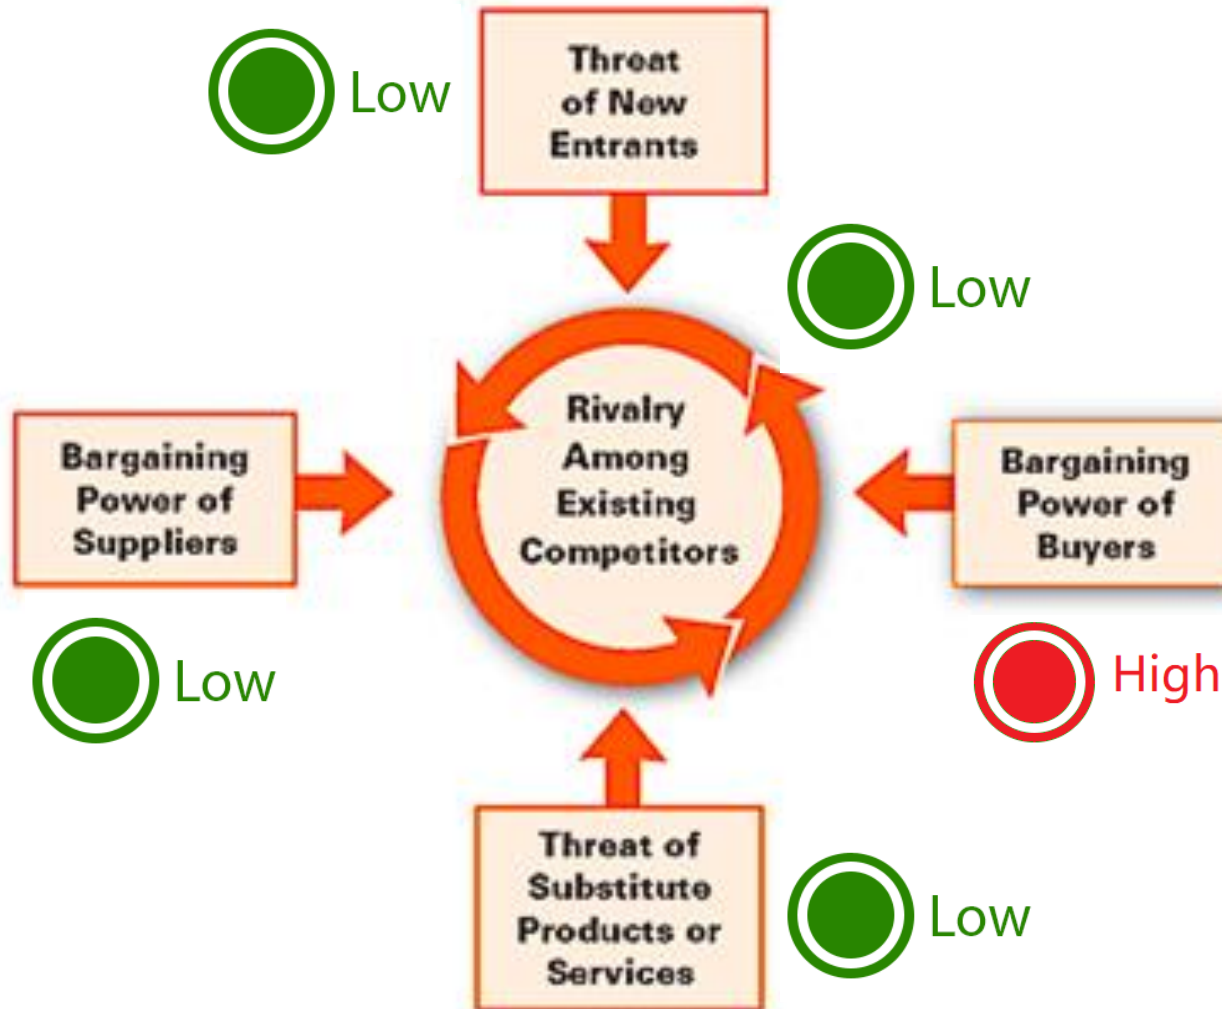 Threat
of New
Entrants
Low
Low
Rivalry
Among
Existing
Competitors
Bargaining
Power of
Suppliers
Low
Bargaining
Power of
Buyers
High
Threat of
Substitute
Products or
Services
Low